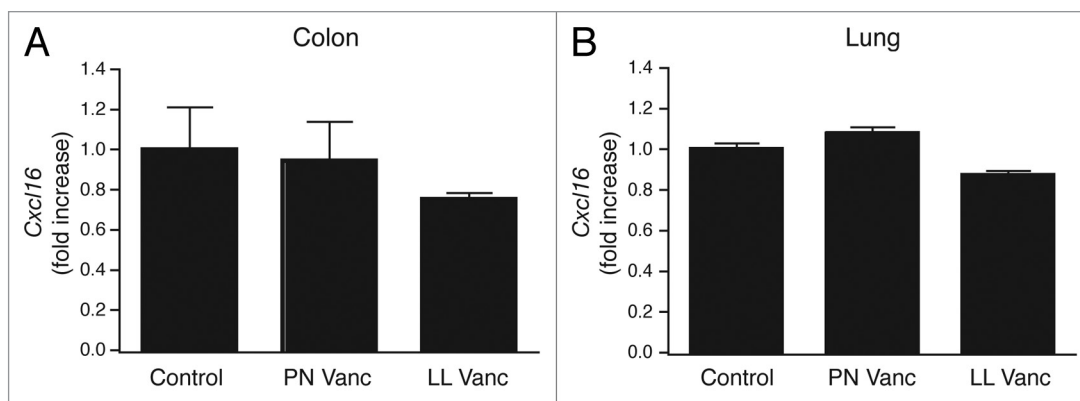 A
Colon
Cxcl16
(fold increase)
1.4
1.2
1.0
0.8
0.6
0.4
0.2
0.0
Control PN Vanc LL Vanc
B
Lung
Cxcl16
(fold increase)
1.4
1.2
1.0
0.8
0.6
0.4
0.2
0.0
Control PN Vanc LL Vanc